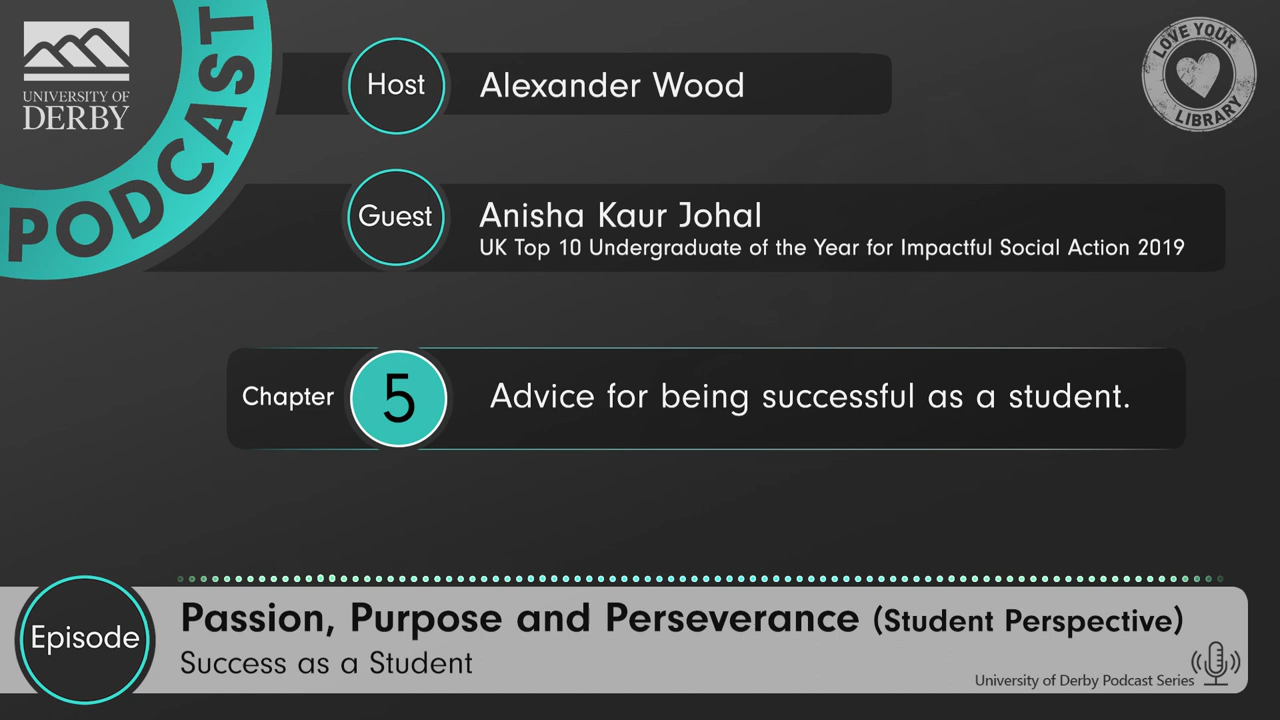 UNIVERSITY OF
DERBY
PODCAST
Host
Alexander Wood
LOVE YOUR
LIBRARY
Guest
Anisha Kaur Johal
UK Top 10 Undergraduate of the Year for Impactful Social Action 2019
Chapter
5
Advice for being successful as a student.
Episode
Passion, Purpose and Perseverance (Student Perspective)
Success as a Student
University of Derby Podcast Series